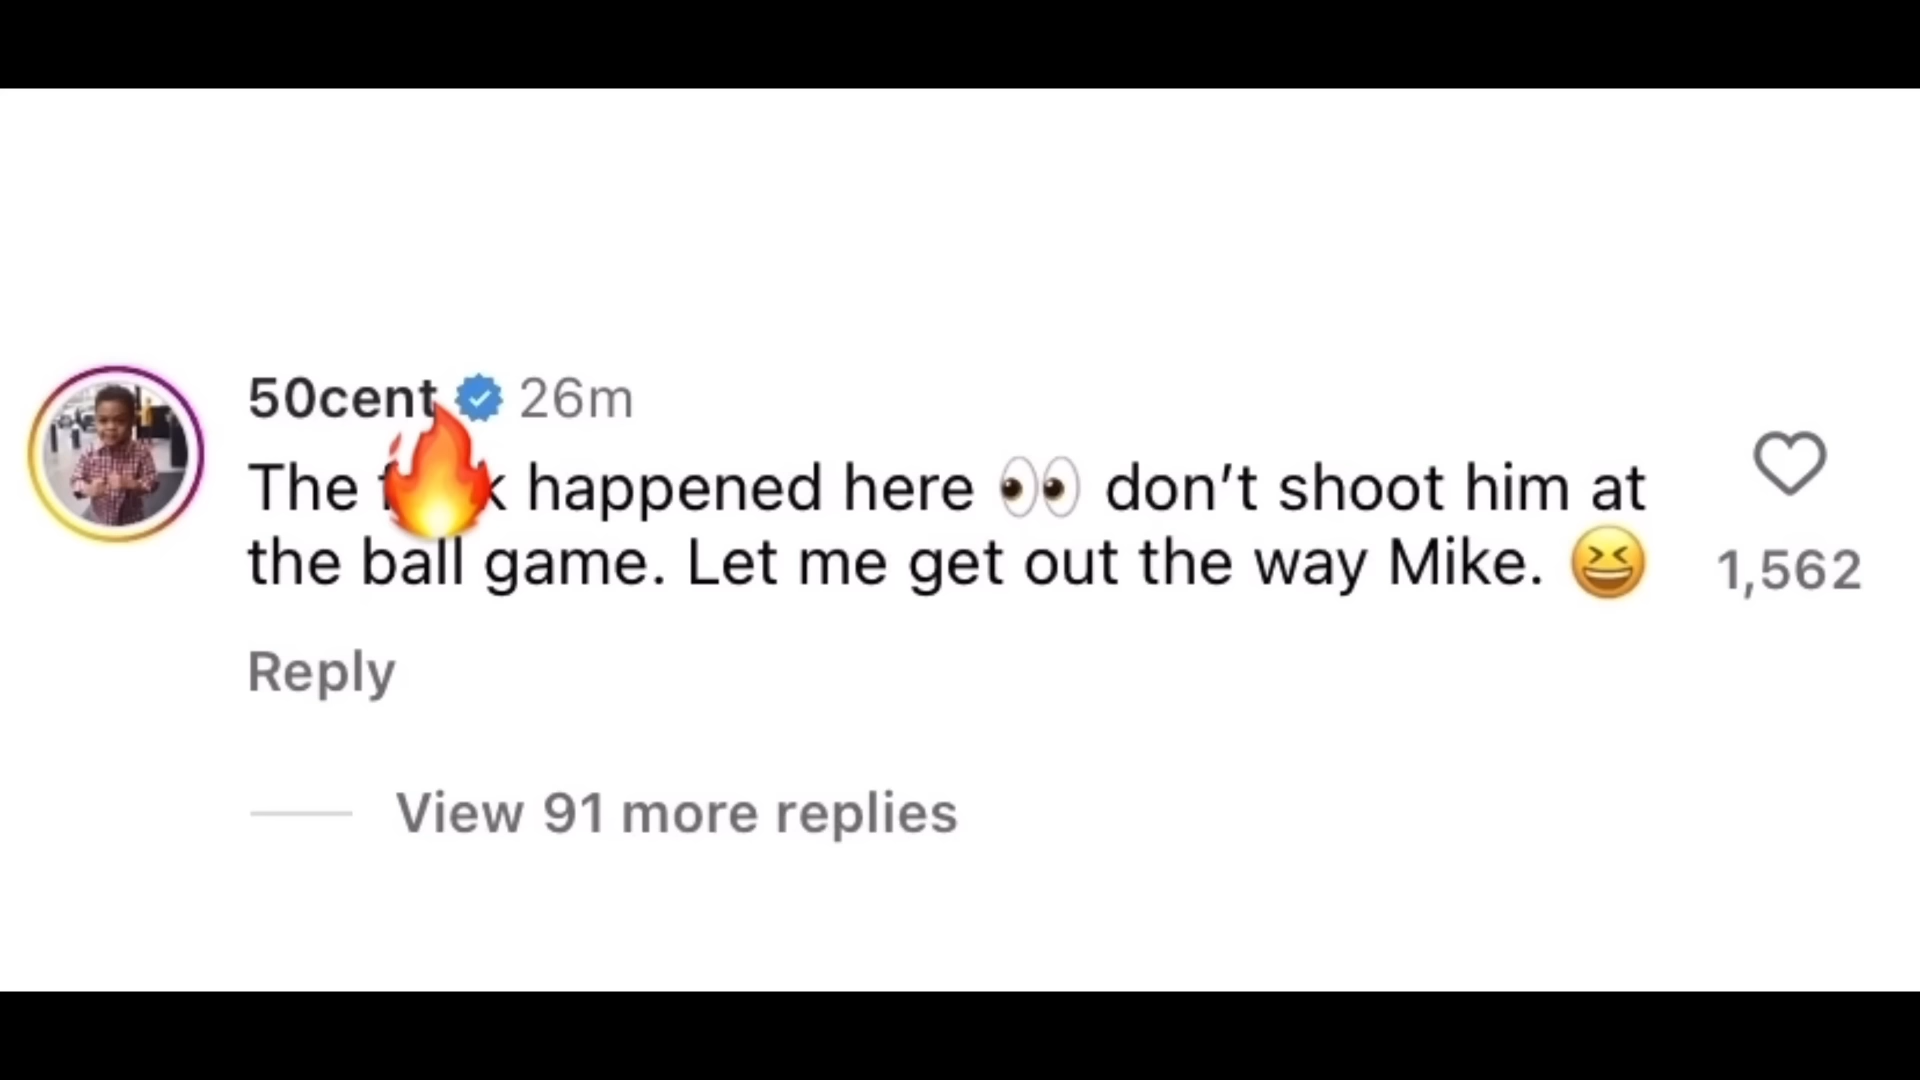 50cent 26m
The f🔥k happened here 👀 don’t shoot him at
the ball game. Let me get out the way Mike. 😆
1,562
Reply
View 91 more replies